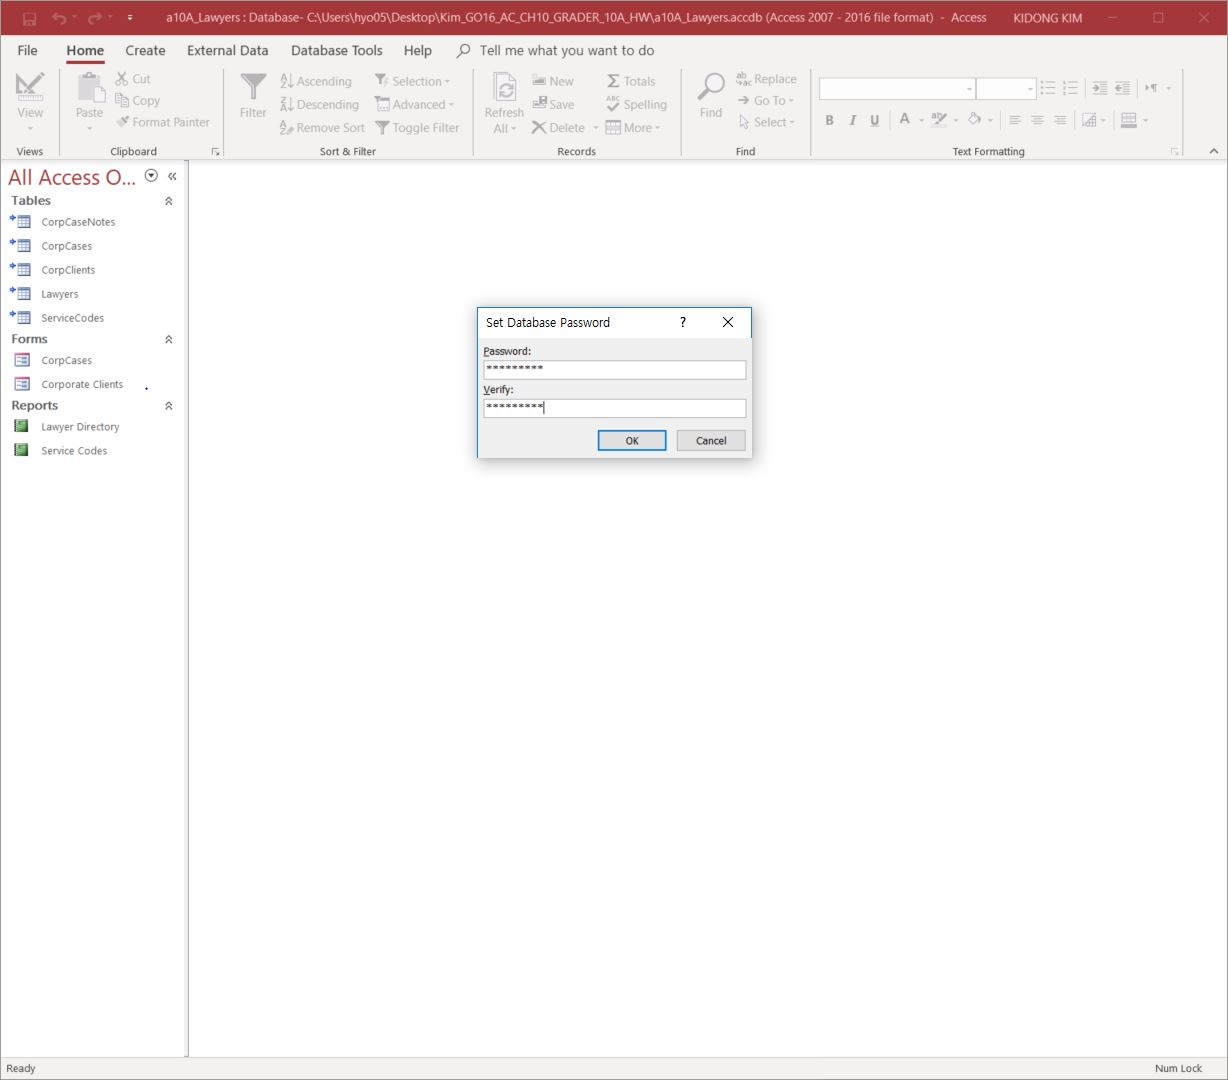 a10A_Lawyers : Database- C:\Users\hyo05\Desktop\Kim_GO16_AC_CH10_GRADER_10A_HW\a10A_Lawyers.accdb (Access 2007 - 2016 file format) - Access KIDONG KIM
File Home Create External Data Database Tools Help Tell me what you want to do
View
Views
Paste
Cut
Copy
Format Painter
Clipboard
Filter
Ascending
Descending
Remove Sort
Selection
Advanced
Toggle Filter
Sort & Filter
Refresh
All
New
Save
Delete
Totals
Spelling
More
Records
Find
Replace
Go To
Select
Find
B I U A
Text Formatting
All Access O...
Tables
CorpCaseNotes
CorpCases
CorpClients
Lawyers
ServiceCodes
Forms
CorpCases
Corporate Clients
Reports
Lawyer Directory
Service Codes
Set Database Password ?
Password:
*********
Verify:
*********
OK Cancel
Ready Num Lock